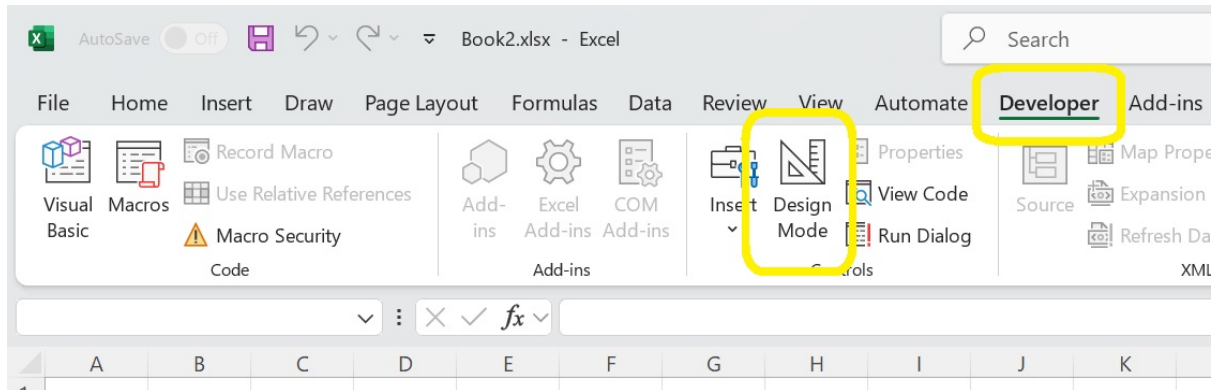 AutoSave Off Book2.xlsx - Excel Search
File Home Insert Draw Page Layout Formulas Data Review View Automate Developer Add-ins
Visual Basic Macros Record Macro
Use Relative References
Macro Security
Code
Add-ins Excel Add-ins COM Add-ins
Add-ins
Insert Design Mode Properties
View Code
Run Dialog
Source Map
Expansion
Refresh
XML
fx
A B C D E F G H I J K